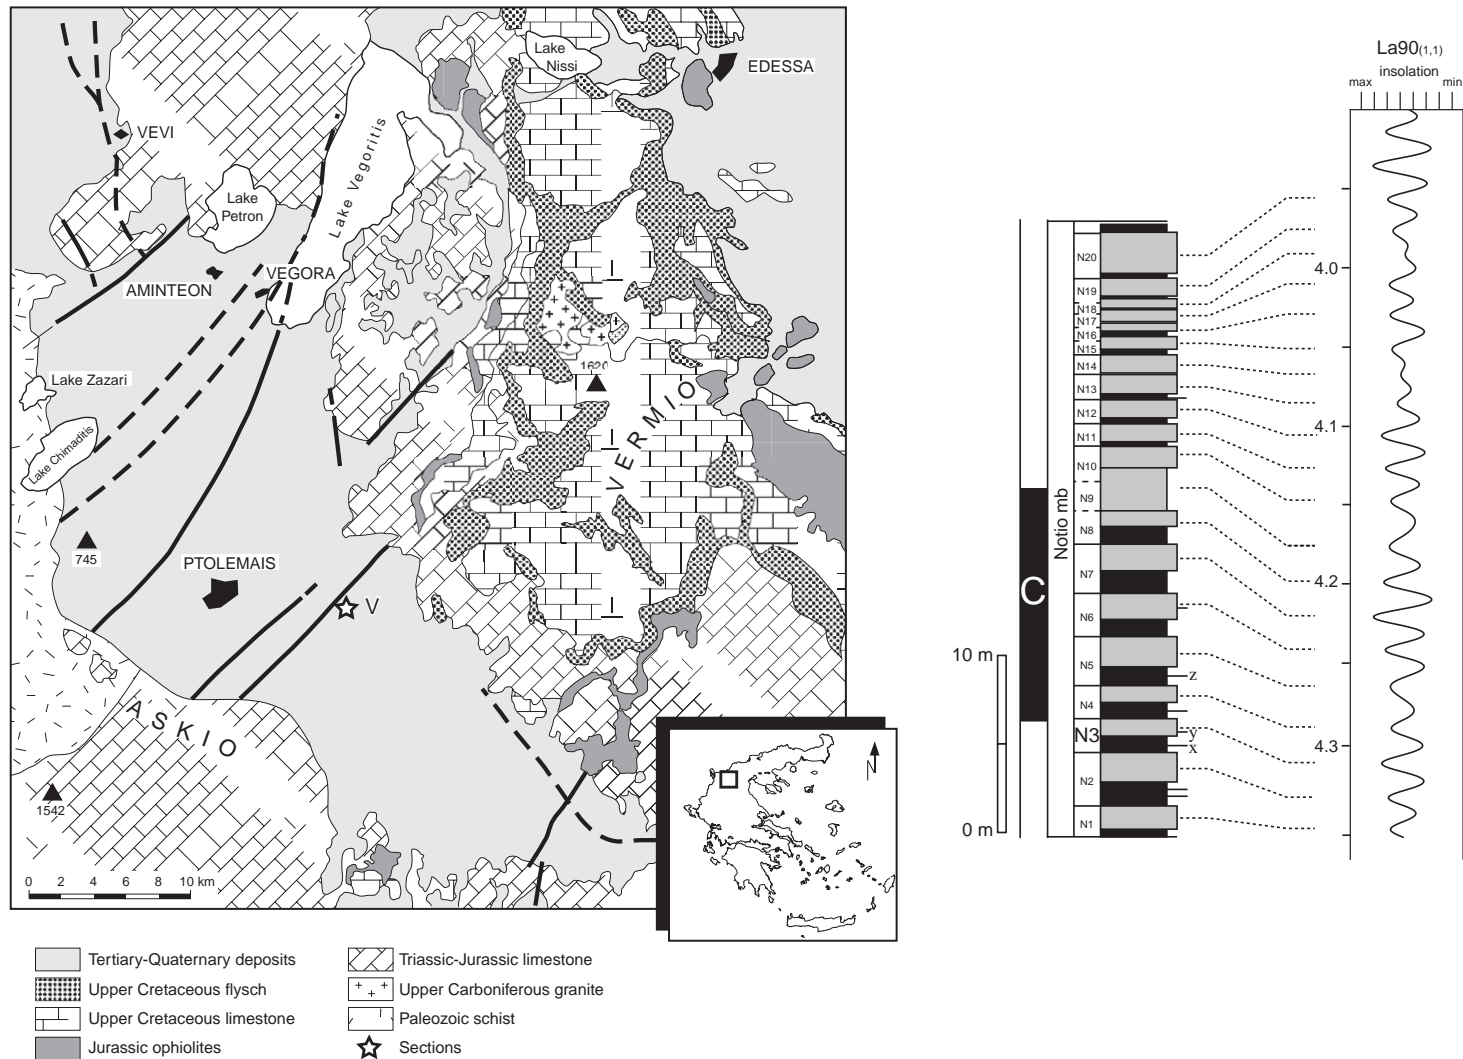 Lake
Nissi
EDESSA
VEVI
Lake Vegoritis
Lake
Petron
VEGORA
AMINTEON
1620
Lake Zazari
VERMIO
Lake Chimaditis
745
PTOLEMAIS
V
ASKIO
1542
0 2 4 6 8 10 km
N
Tertiary-Quaternary deposits
Upper Cretaceous flysch
Upper Cretaceous limestone
Jurassic ophiolites
Triassic-Jurassic limestone
Upper Carboniferous granite
Paleozoic schist
Sections
La90(1,1)
insolation
max min
N20
N19
N18
N17
N16
N15
N14
N13
N12
N11
N10
N9
N8
N7
N6
N5
N4
N3
N2
N1
Notio mb
C
10 m
0 m
z
y
x
4.0
4.1
4.2
4.3